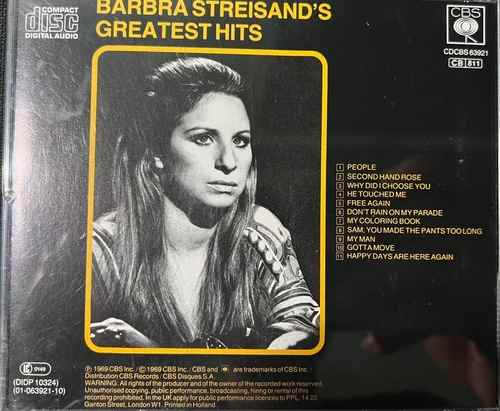 COMPACT
disc
DIGITAL AUDIO
BARBRA STREISAND'S
GREATEST HITS
CBS
CDCBS 63921
CB 811
1 PEOPLE
2 SECOND HAND ROSE
3 WHY DID I CHOOSE YOU
4 HE TOUCHED ME
5 FREE AGAIN
6 DON'T RAIN ON MY PARADE
7 MY COLORING BOOK
8 SAM, YOU MADE THE PANTS TOO LONG
9 MY MAN
10 GOTTA MOVE
11 HAPPY DAYS ARE HERE AGAIN
LC 0149
(DIDP 10324)
(01-063921-10)
℗ 1969 CBS Inc. / © 1969 CBS Inc. / CBS and are trademarks of CBS Inc.
Distribution CBS Records / CBS Disques S.A.
WARNING: All rights of the producer and of the owner of the recorded work reserved.
Unauthorised copying, public performance, broadcasting, hiring or rental of this
recording prohibited. In the UK apply for public performance licences to PPL, 14-22
Ganton Street, London W1. Printed in Holland